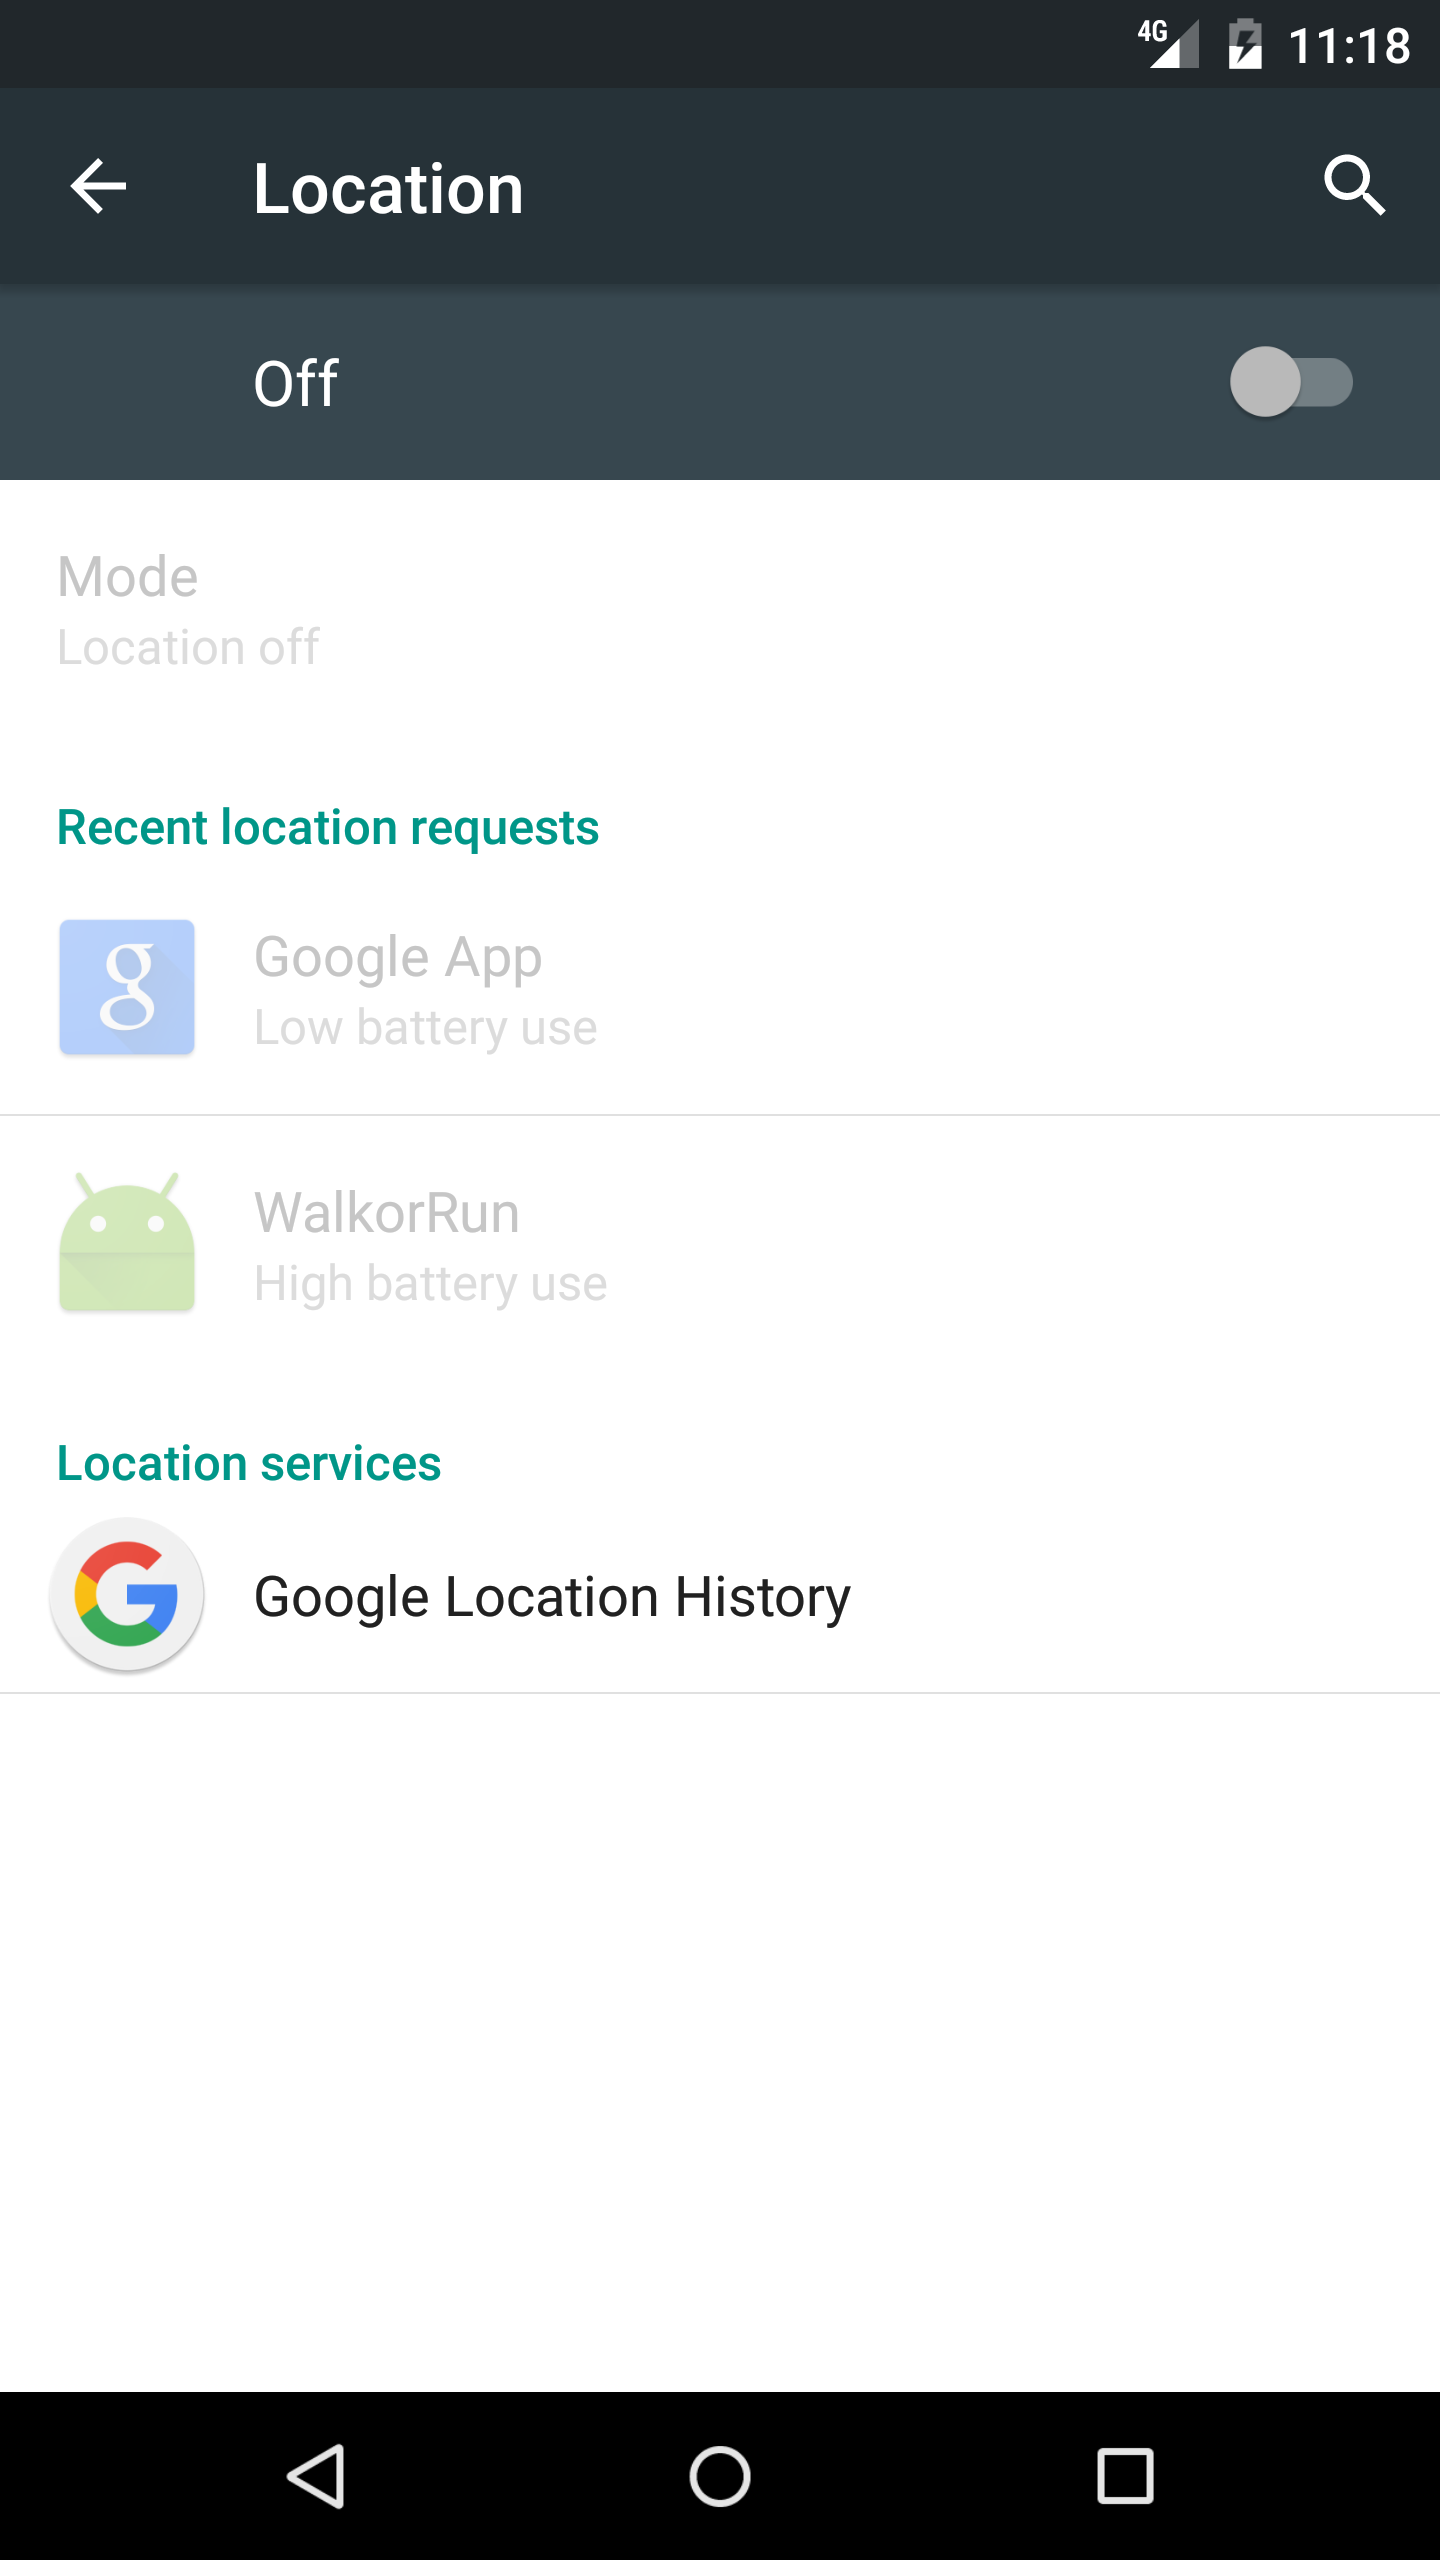 4G 11:18
Location
Off
Mode
Location off
Recent location requests
Google App
Low battery use
WalkorRun
High battery use
Location services
Google Location History